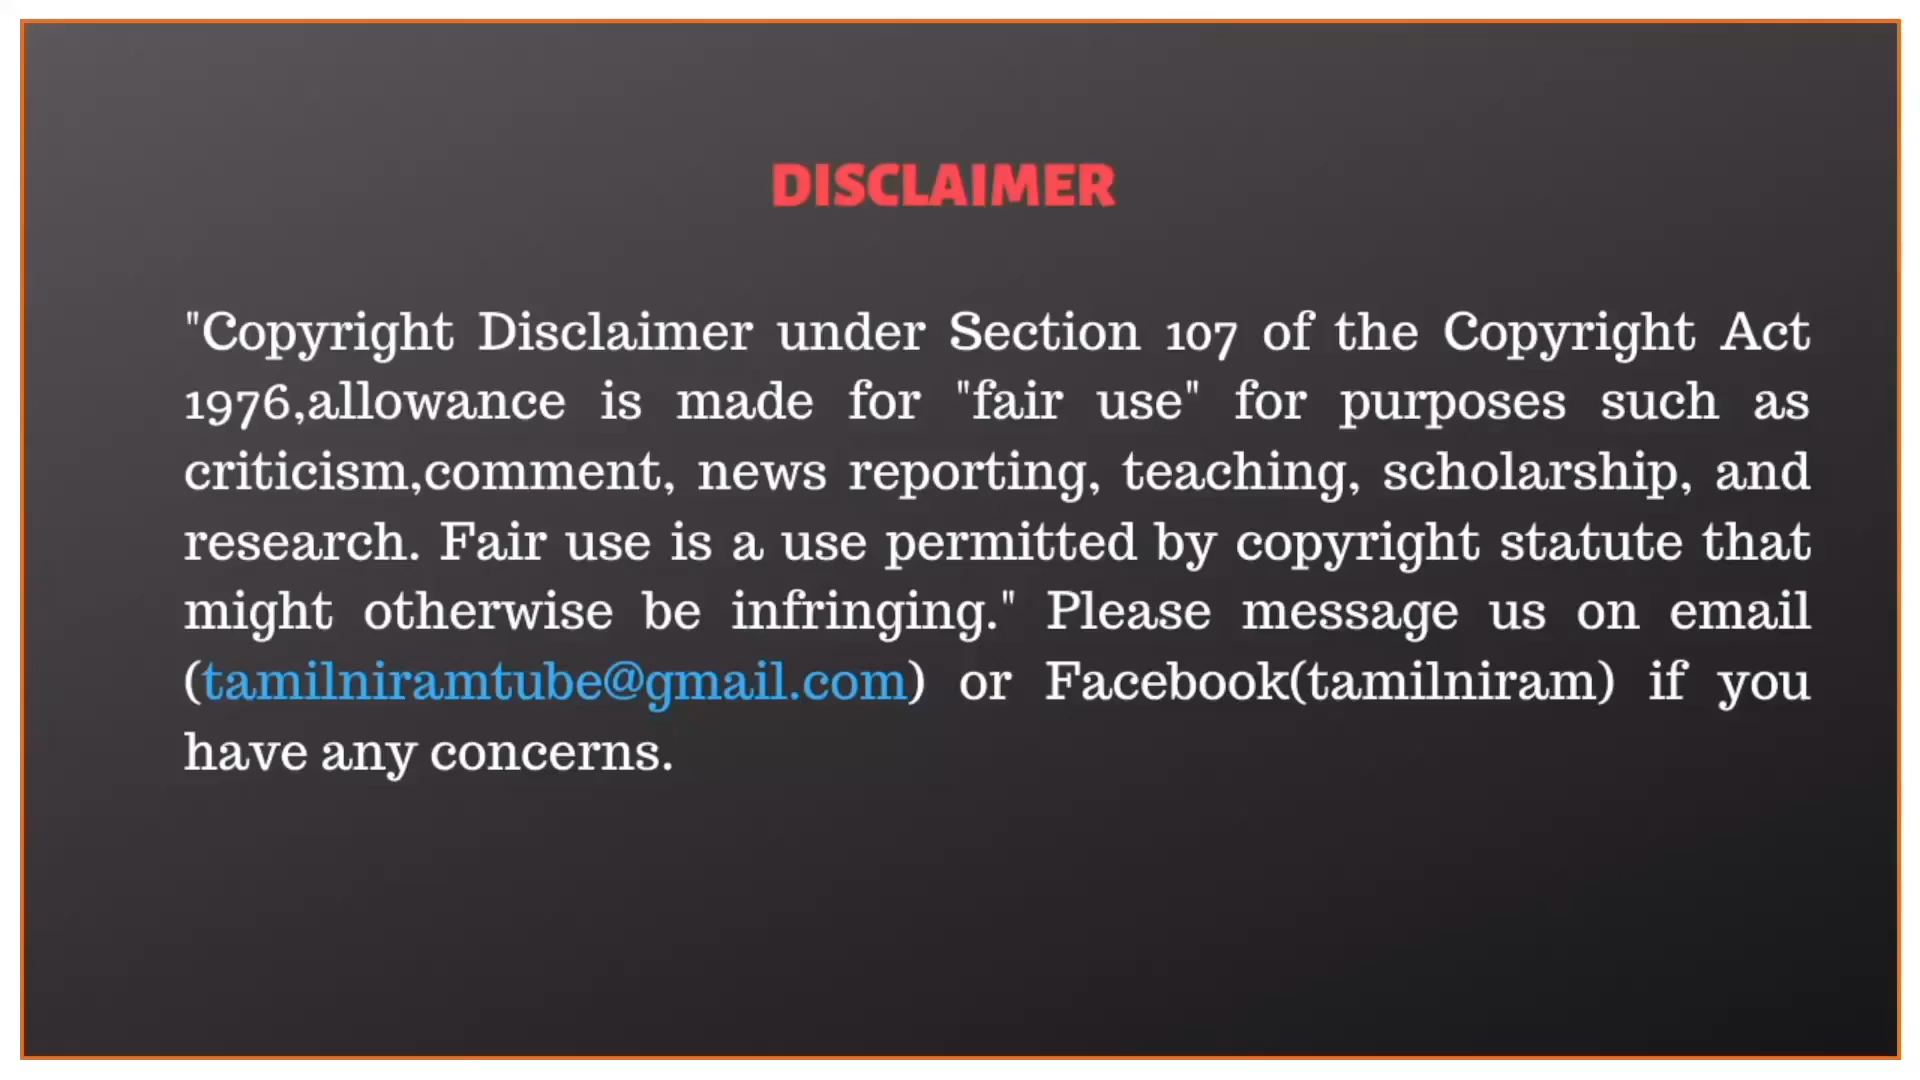 DISCLAIMER
"Copyright Disclaimer under Section 107 of the Copyright Act
1976,allowance is made for "fair use" for purposes such as
criticism,comment, news reporting, teaching, scholarship, and
research. Fair use is a use permitted by copyright statute that
might otherwise be infringing." Please message us on email
(tamilniramtube@gmail.com) or Facebook(tamilniram) if you
have any concerns.